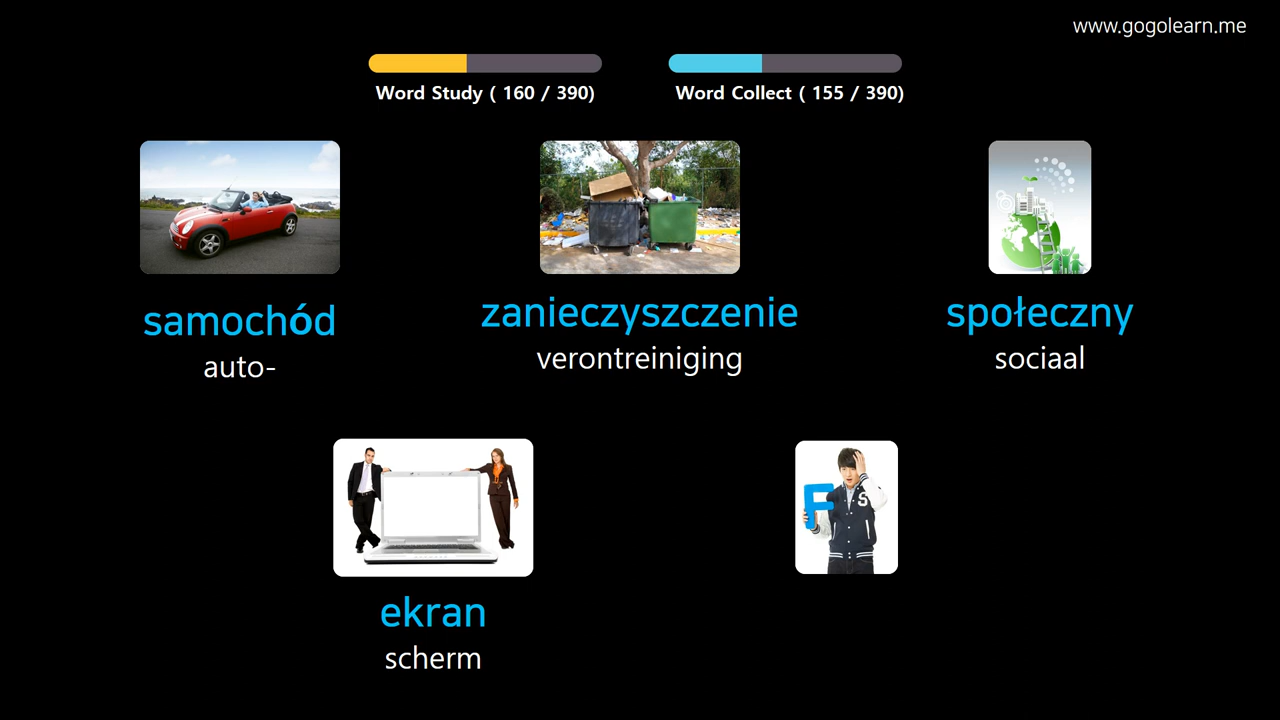 www.gogolearn.me
Word Study ( 160 / 390)
Word Collect ( 155 / 390)
samochód
auto-
zanieczyszczenie
verontreiniging
społeczny
sociaal
F
S
ekran
scherm